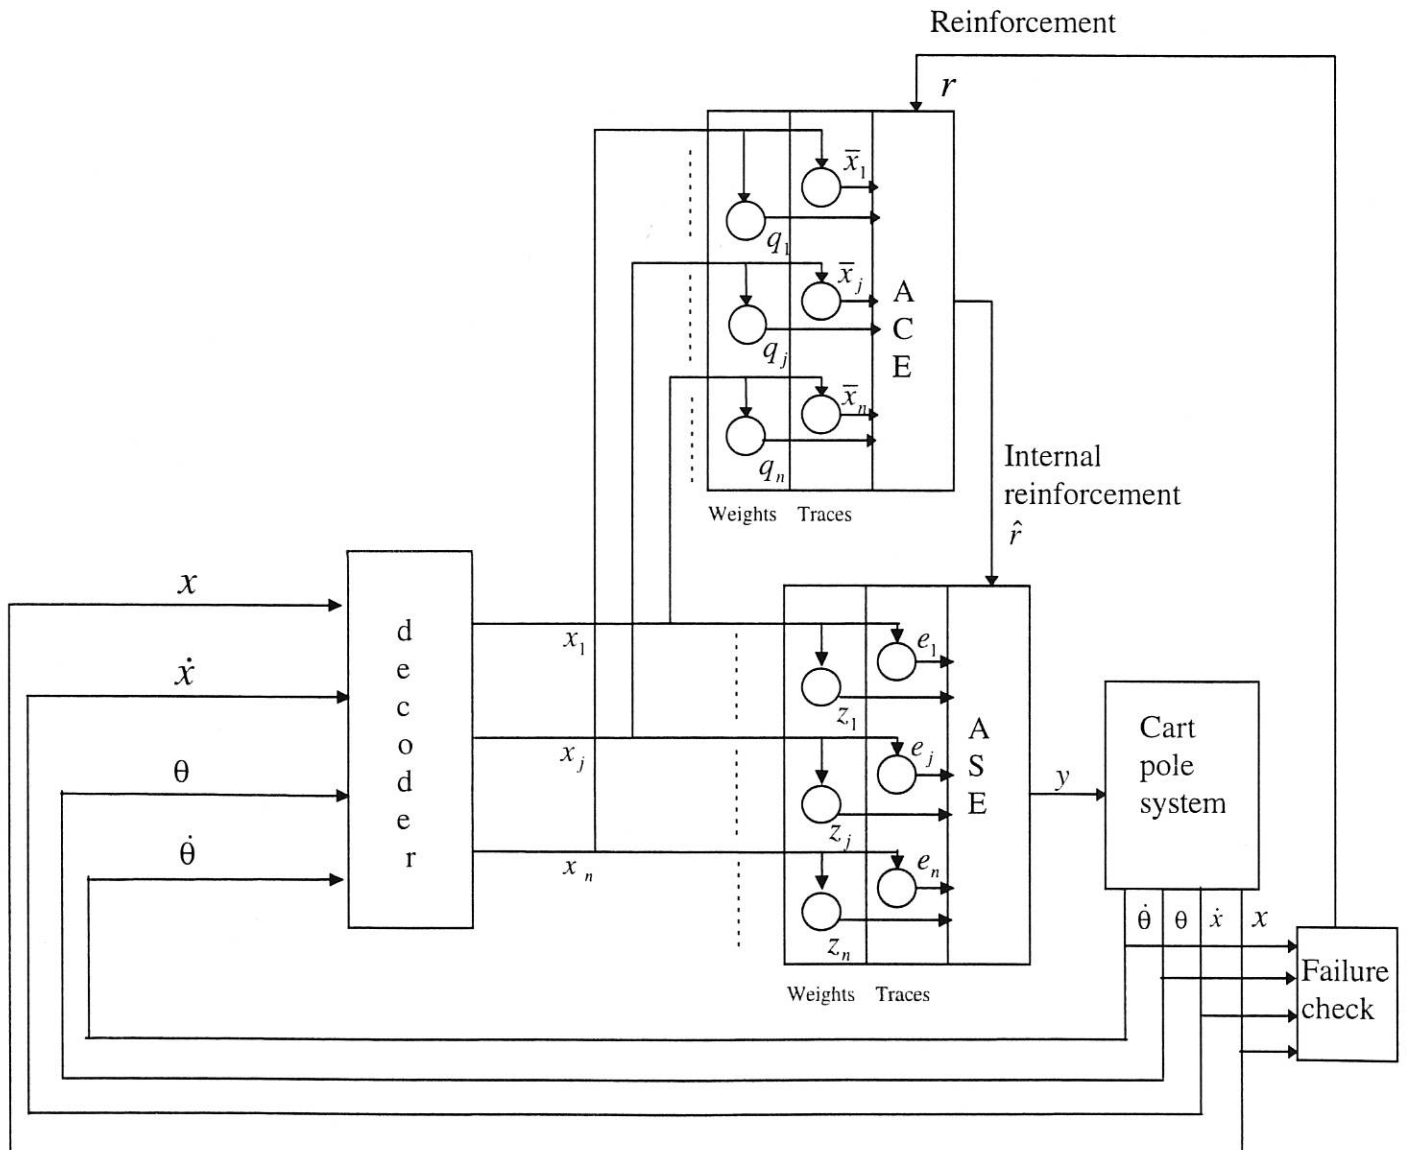 Reinforcement
r
x̄₁
q₁
x̄ⱼ
qⱼ
x̄ₙ
qₙ
A
C
E
Weights Traces
Internal
reinforcement
r̂
x
ẋ
θ
θ̇
d
e
c
o
d
e
r
x₁
xⱼ
xₙ
e₁
z₁
eⱼ
zⱼ
eₙ
zₙ
A
S
E
Weights Traces
y
Cart
pole
system
θ̇ θ ẋ x
Failure
check